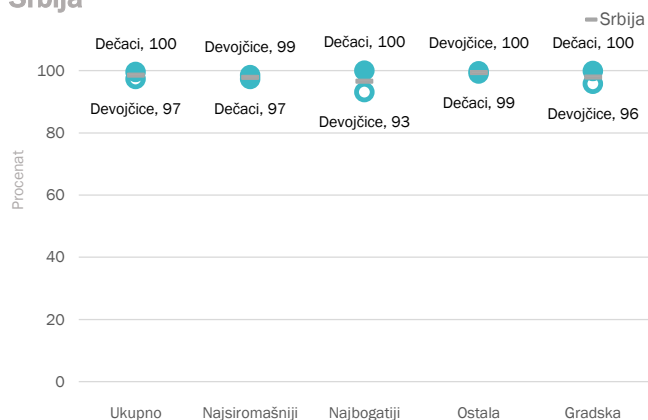 Srbija
Srbija
Dečaci, 100
Devojčice, 99
Dečaci, 100
Devojčice, 100
Dečaci, 100
Devojčice, 97
Dečaci, 97
Devojčice, 93
Dečaci, 99
Devojčice, 96
Procenat
100
80
60
40
20
0
Ukupno
Najsiromašniji
Najbogatiji
Ostala
Gradska